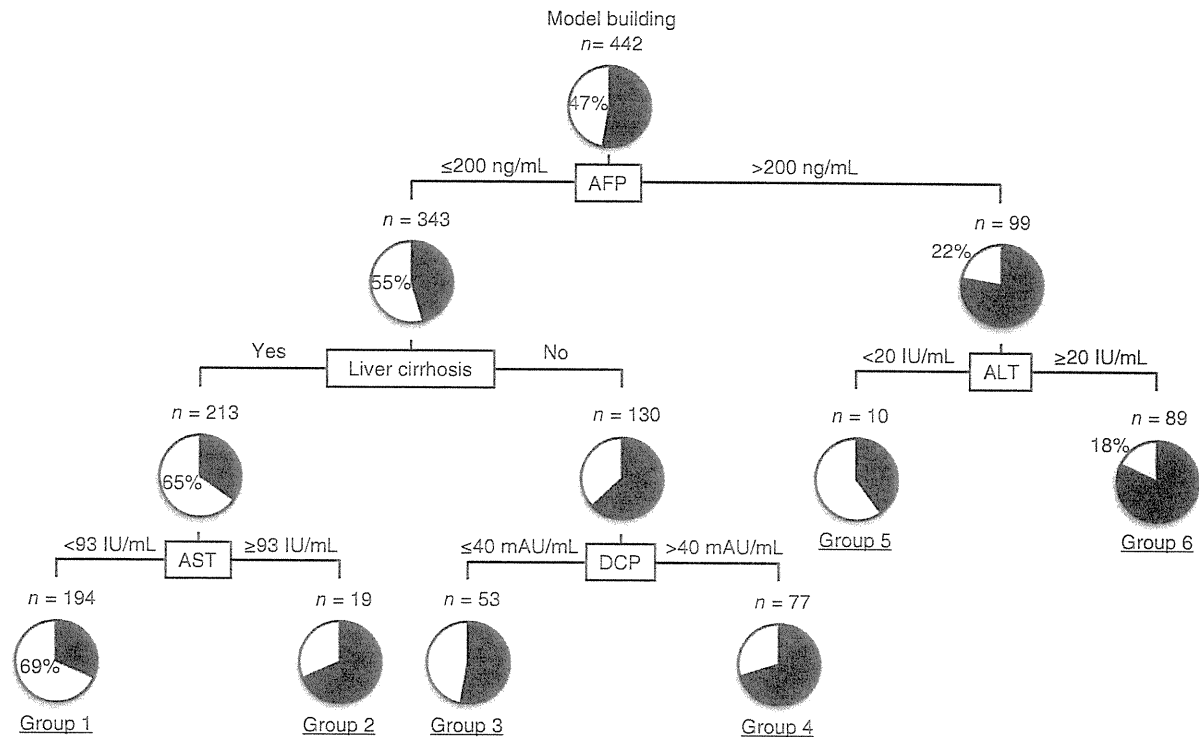 Model building
n= 442
47%
≤200 ng/mL
AFP
>200 ng/mL
n = 343
n = 99
55%
22%
Yes
Liver cirrhosis
No
<20 IU/mL
ALT
≥20 IU/mL
n = 213
n = 130
n = 10
n = 89
65%
18%
Group 5
Group 6
<93 IU/mL
AST
≥93 IU/mL
≤40 mAU/mL
DCP
>40 mAU/mL
n = 194
n = 19
n = 53
n = 77
69%
Group 1
Group 2
Group 3
Group 4